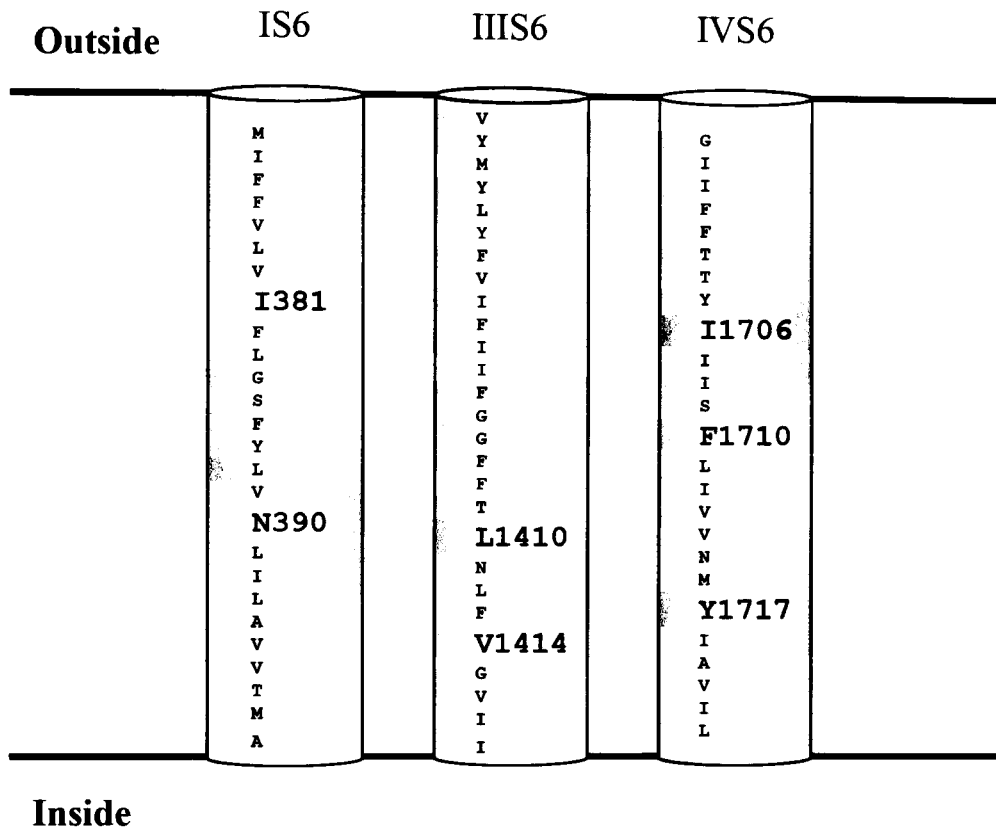 IS6 IIIS6 IVS6
Outside
M
I
F
F
V
L
V
I381
F
L
G
S
F
Y
L
V
N390
L
I
L
A
V
V
T
M
A
V
Y
M
Y
L
Y
F
V
I
F
I
I
F
G
G
F
F
T
L1410
N
L
F
V1414
G
V
I
I
G
I
I
F
F
T
T
Y
I1706
I
I
S
F1710
L
I
V
V
N
M
Y1717
I
A
V
I
L
Inside